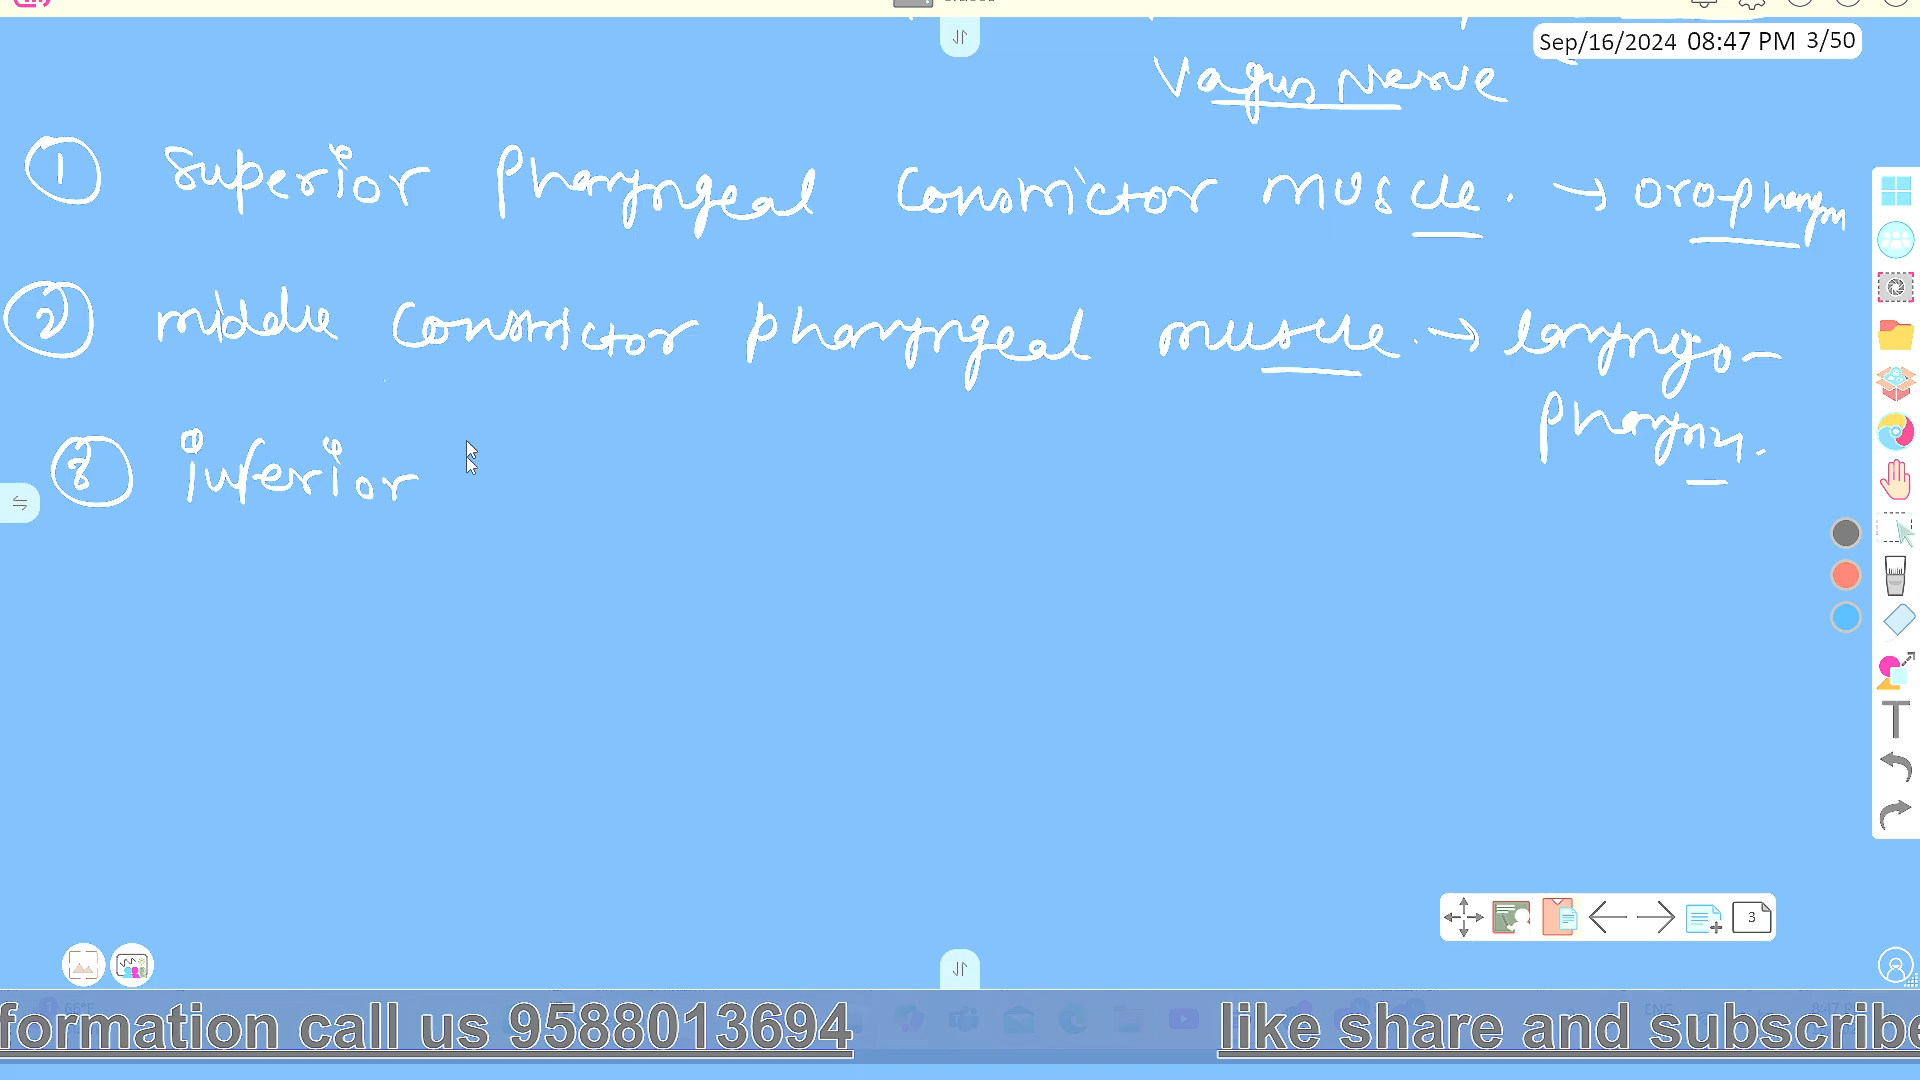 Sep/16/2024 08:47 PM 3/50
Vagus Nerve
① Superior Pharyngeal Constrictor muscle. → oropharynx
② middle Constrictor pharyngeal muscle. → laryngo-
pharynx.
③ inferior
3
formation call us 9588013694 like share and subscribe